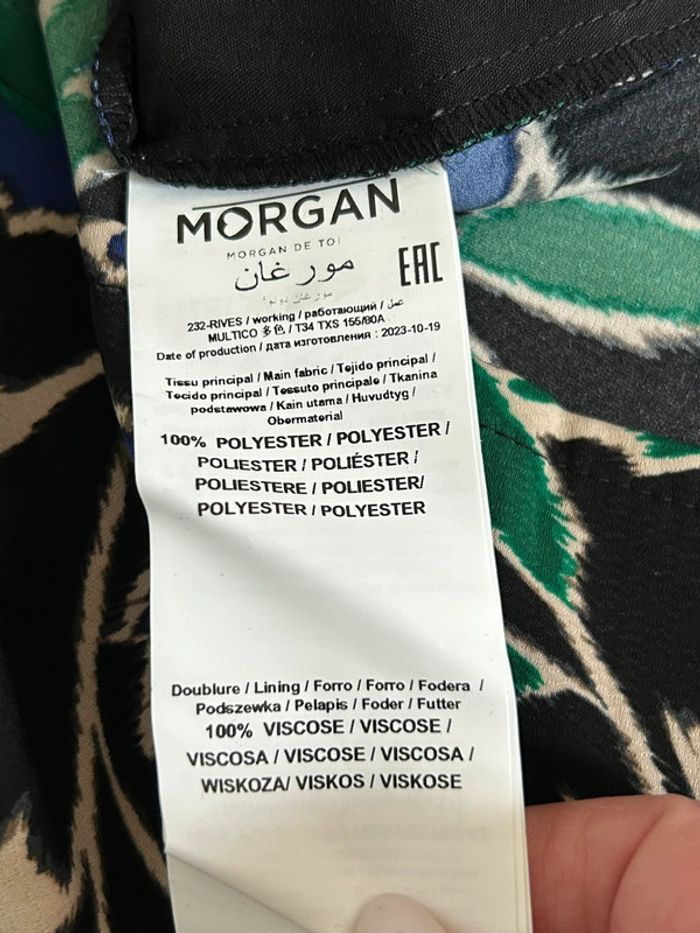 MORGAN
MORGAN DE TOI
مورغان
EAC
232-RIVES / working / работающий / عمل
MULTICO 多色 / T34 TXS 155/80A
Date of production / дата изготовления : 2023-10-19
Tissu principal / Main fabric / Tejido principal /
Tecido principal / Tessuto principale / Tkanina
podstawowa / Kain utama / Huvudtyg /
Obermaterial
100% POLYESTER / POLYESTER /
POLIESTER / POLIÉSTER /
POLIESTERE / POLIESTER/
POLYESTER / POLYESTER
Doublure / Lining / Forro / Forro / Fodera /
Podszewka / Pelapis / Foder / Futter
100% VISCOSE / VISCOSE /
VISCOSA / VISCOSE / VISCOSA /
WISKOZA/ VISKOS / VISKOSE